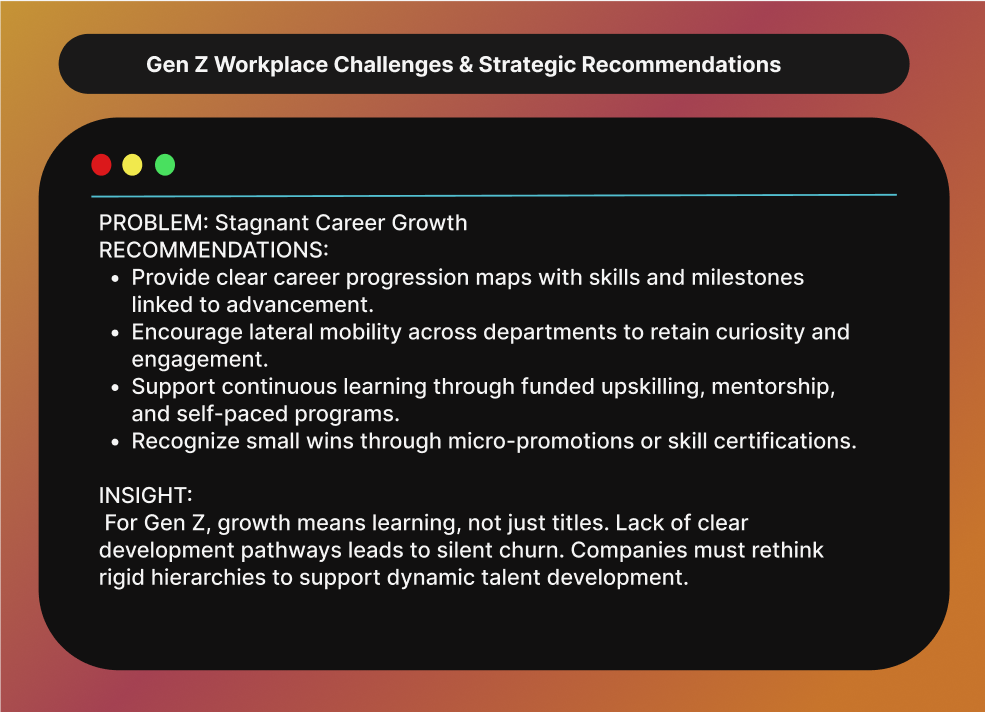 Gen Z Workplace Challenges & Strategic Recommendations
PROBLEM: Stagnant Career Growth
RECOMMENDATIONS:
• Provide clear career progression maps with skills and milestones
linked to advancement.
• Encourage lateral mobility across departments to retain curiosity and
engagement.
• Support continuous learning through funded upskilling, mentorship,
and self-paced programs.
• Recognize small wins through micro-promotions or skill certifications.
INSIGHT:
For Gen Z, growth means learning, not just titles. Lack of clear
development pathways leads to silent churn. Companies must rethink
rigid hierarchies to support dynamic talent development.